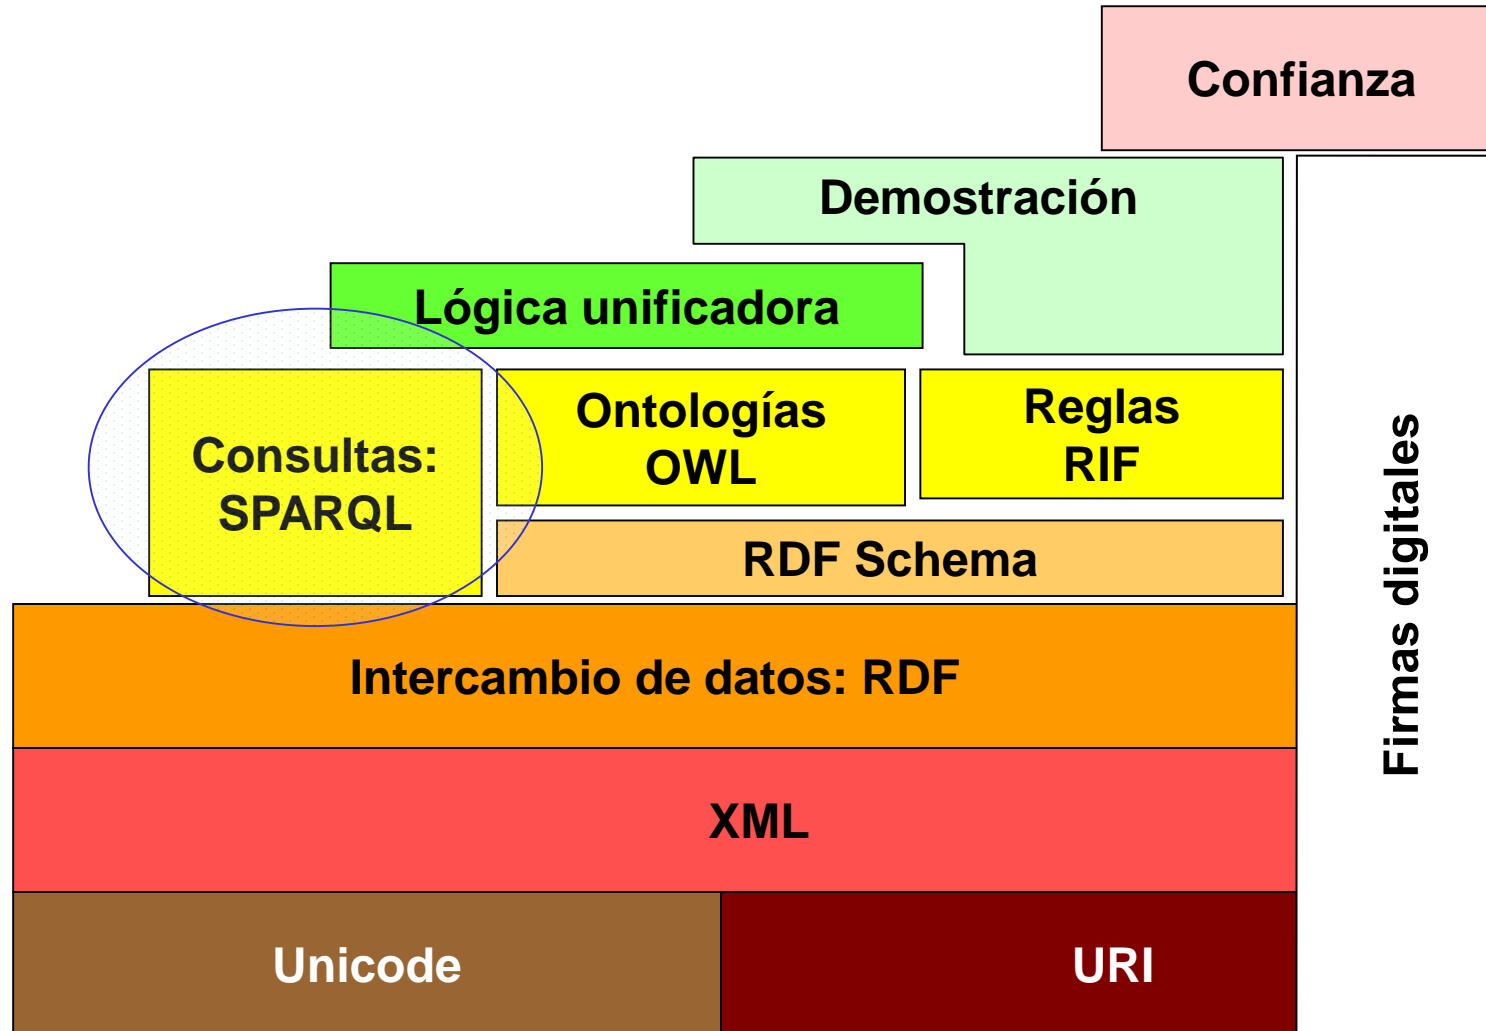 Confianza
Demostración
Lógica unificadora
Consultas:
SPARQL
Ontologías
OWL
Reglas
RIF
RDF Schema
Intercambio de datos: RDF
XML
Unicode
URI
Firmas digitales